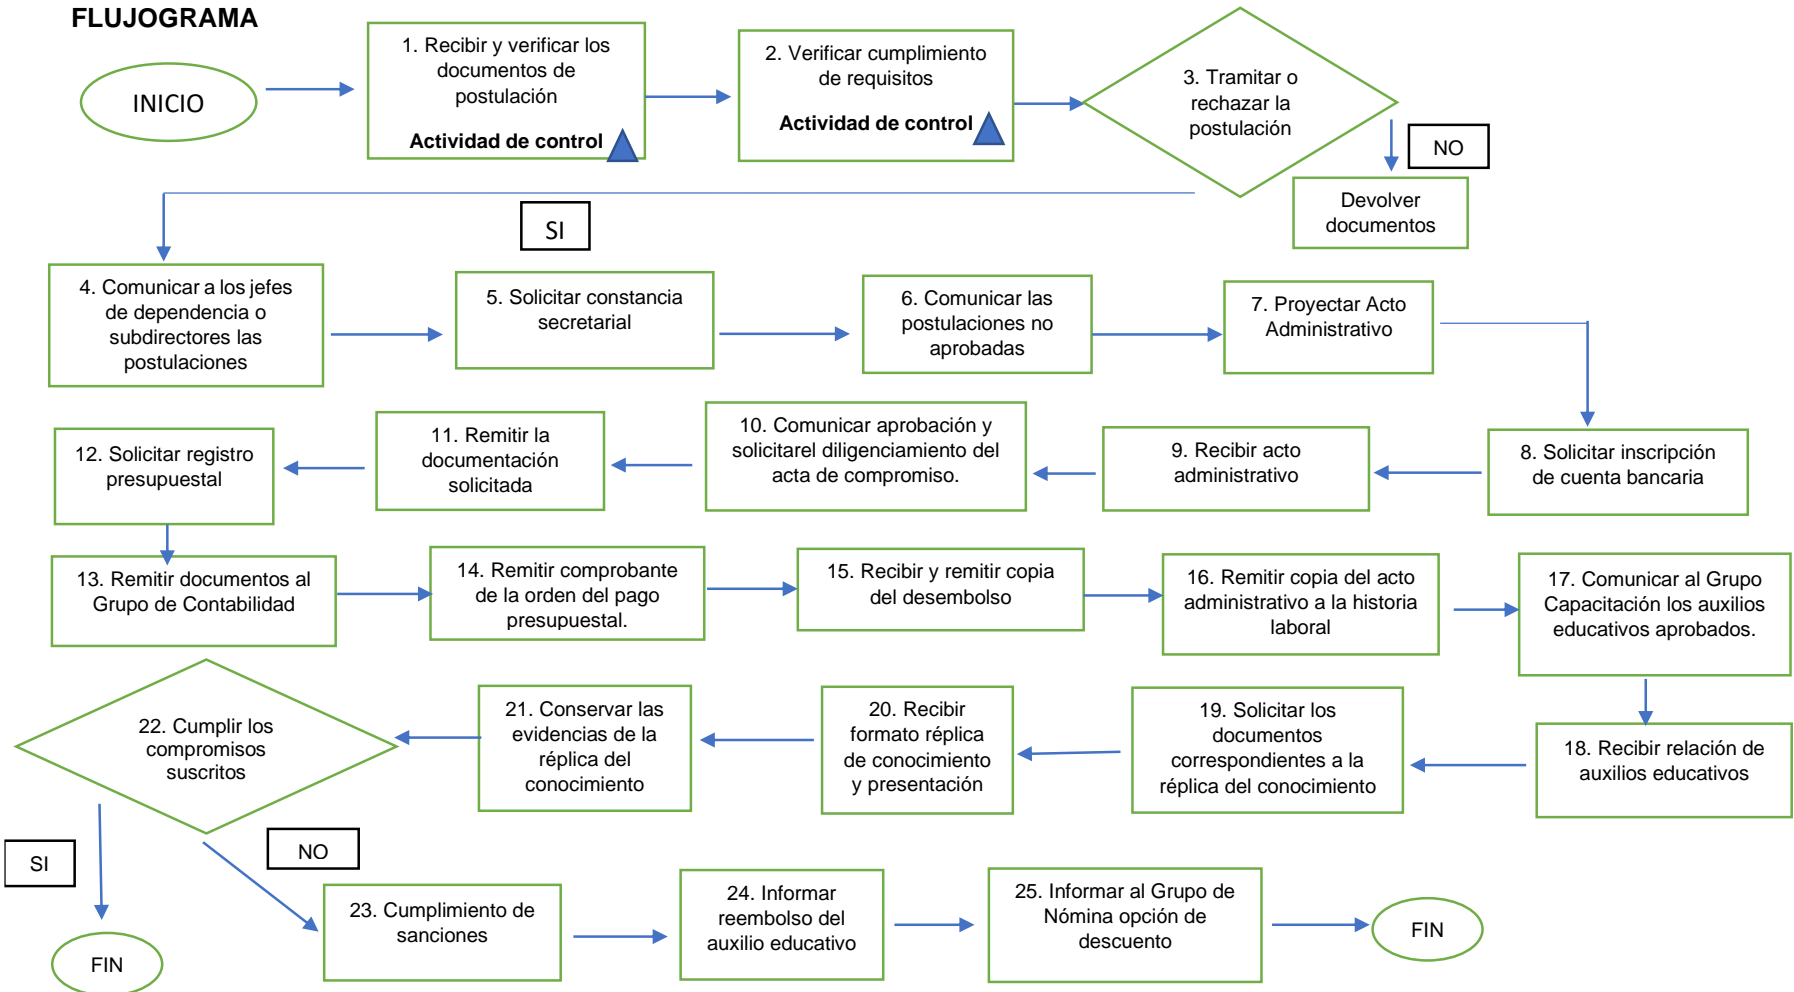 FLUJOGRAMA
INICIO
1. Recibir y verificar los
documentos de
postulación
Actividad de control
2. Verificar cumplimiento
de requisitos
Actividad de control
3. Tramitar o
rechazar la
postulación
NO
Devolver
documentos
SI
4. Comunicar a los jefes
de dependencia o
subdirectores las
postulaciones
5. Solicitar constancia
secretarial
6. Comunicar las
postulaciones no
aprobadas
7. Proyectar Acto
Administrativo
8. Solicitar inscripción
de cuenta bancaria
9. Recibir acto
administrativo
10. Comunicar aprobación y
solicitarel diligenciamiento del
acta de compromiso.
11. Remitir la
documentación
solicitada
12. Solicitar registro
presupuestal
13. Remitir documentos al
Grupo de Contabilidad
14. Remitir comprobante
de la orden del pago
presupuestal.
15. Recibir y remitir copia
del desembolso
16. Remitir copia del acto
administrativo a la historia
laboral
17. Comunicar al Grupo
Capacitación los auxilios
educativos aprobados.
18. Recibir relación de
auxilios educativos
19. Solicitar los
documentos
correspondientes a la
réplica del conocimiento
20. Recibir
formato réplica
de conocimiento
y presentación
21. Conservar las
evidencias de la
réplica del
conocimiento
22. Cumplir los
compromisos
suscritos
SI
NO
FIN
23. Cumplimiento de
sanciones
24. Informar
reembolso del
auxilio educativo
25. Informar al Grupo de
Nómina opción de
descuento
FIN